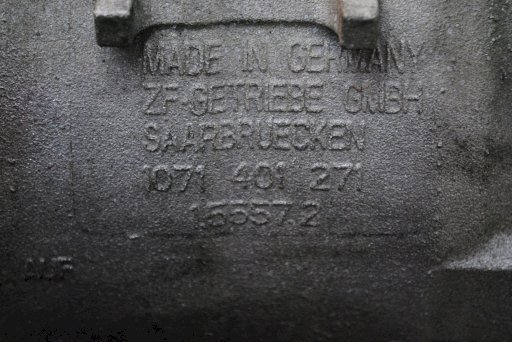 MADE IN GERMANY
ZF-GETRIEBE GMBH
SAARBRUECKEN
1071 401 271
15557.2